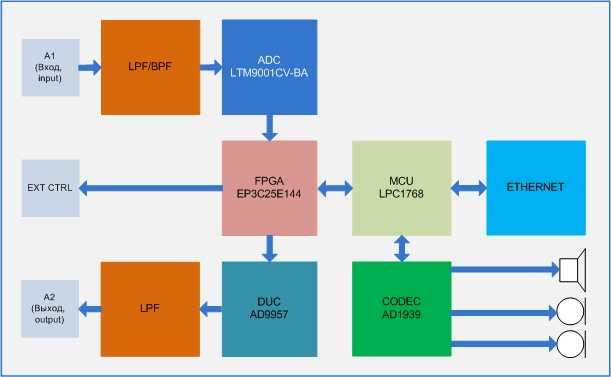 A1
(Вход,
input)
LPF/BPF
ADC
LTM9001CV-BA
EXT CTRL
FPGA
EP3C25E144
MCU
LPC1768
ETHERNET
A2
(Выход,
output)
LPF
DUC
AD9957
CODEC
AD1939